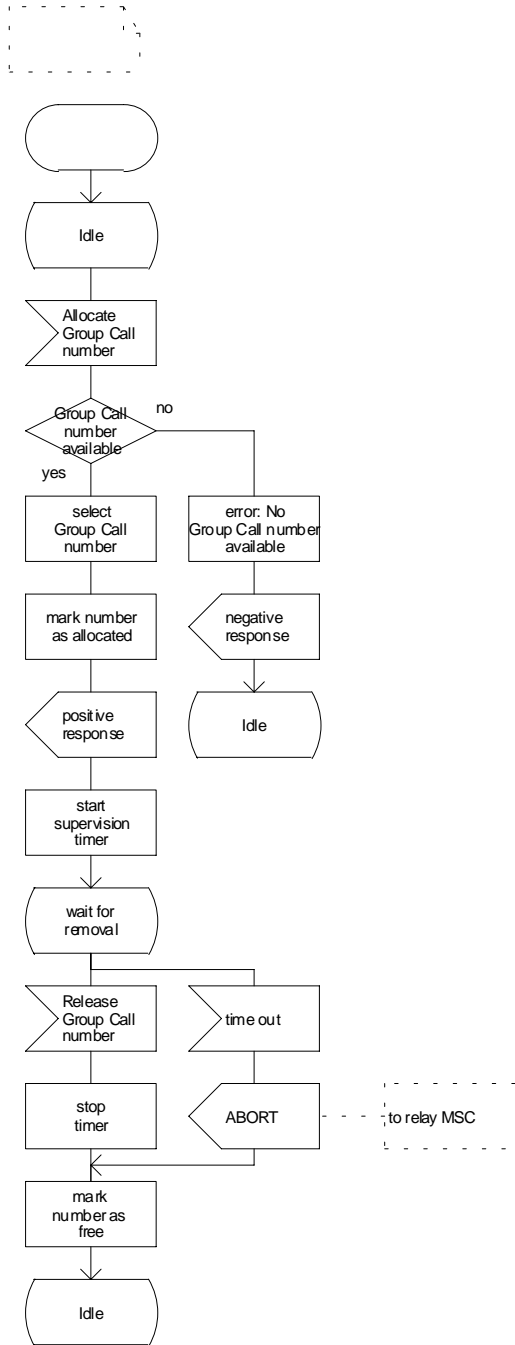 Idle
Allocate
Group Call
number
Group Call
number
available
no
yes
select
Group Call
number
error: No
Group Call number
available
mark number
as allocated
negative
response
positive
response
Idle
start
supervision
timer
wait for
removal
Release
Group Call
number
time out
stop
timer
ABORT
to relay MSC
mark
number as
free
Idle